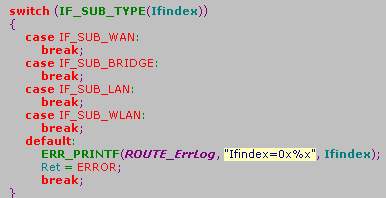 switch (IF_SUB_TYPE(Ifindex))
{
case IF_SUB_WAN:
break;
case IF_SUB_BRIDGE:
break;
case IF_SUB_LAN:
break;
case IF_SUB_WLAN:
break;
default:
ERR_PRINTF(ROUTE_ErrLog, "Ifindex=0x%x", Ifindex);
Ret = ERROR;
break;
}